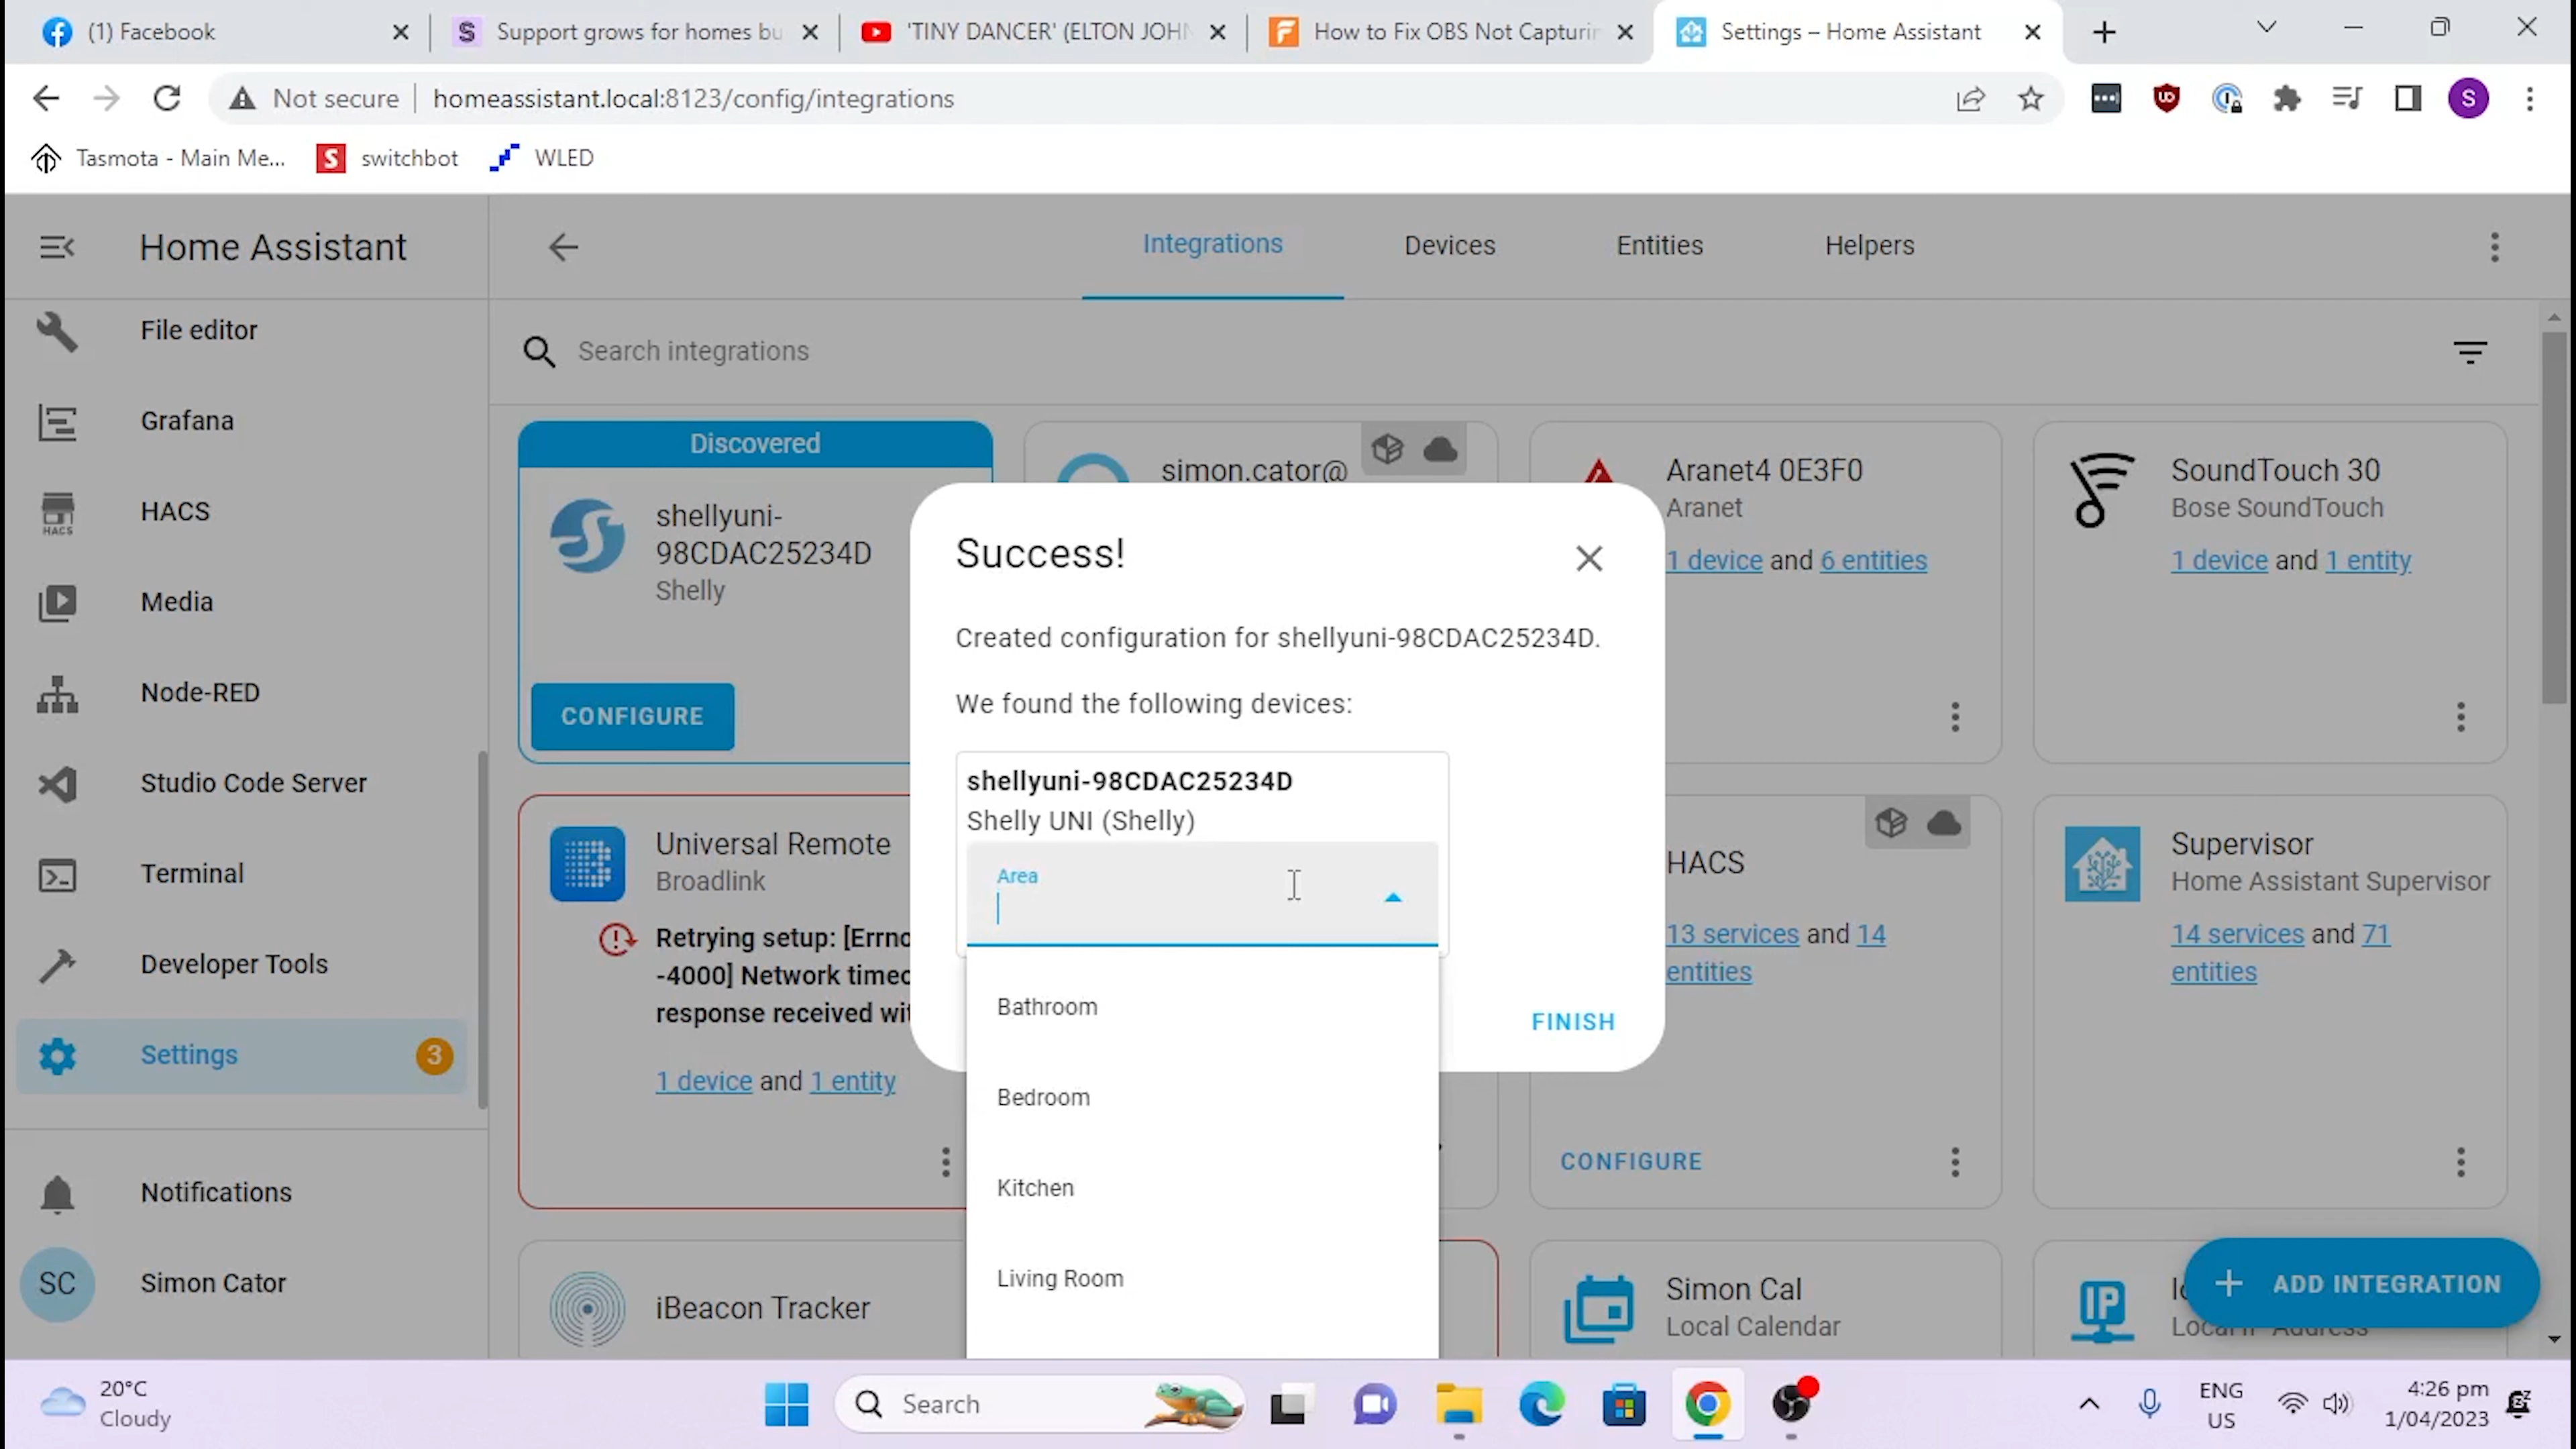 (1) Facebook
Support grows for homes bu
'TINY DANCER' (ELTON JOHN
How to Fix OBS Not Capturin
Settings – Home Assistant
Not secure
homeassistant.local:8123/config/integrations
S
Tasmota - Main Me...
switchbot
WLED
Home Assistant
Integrations
Devices
Entities
Helpers
File editor
Grafana
HACS
HACS
Media
Node-RED
Studio Code Server
Terminal
Developer Tools
Settings
3
Notifications
SC
Simon Cator
Search integrations
Discovered
shellyuni-
98CDAC25234D
Shelly
CONFIGURE
simon.cator@
Aranet4 0E3F0
Aranet
1 device and 6 entities
SoundTouch 30
Bose SoundTouch
1 device and 1 entity
Success!
Created configuration for shellyuni-98CDAC25234D.
We found the following devices:
shellyuni-98CDAC25234D
Shelly UNI (Shelly)
Area
Bathroom
Bedroom
Kitchen
Living Room
FINISH
Universal Remote
Broadlink
Retrying setup: [Errno
-4000] Network timeo
response received wit
1 device and 1 entity
HACS
13 services and 14
entities
CONFIGURE
Supervisor
Home Assistant Supervisor
14 services and 71
entities
iBeacon Tracker
Simon Cal
Local Calendar
IP
ADD INTEGRATION
20°C
Cloudy
Search
ENG
US
4:26 pm
1/04/2023